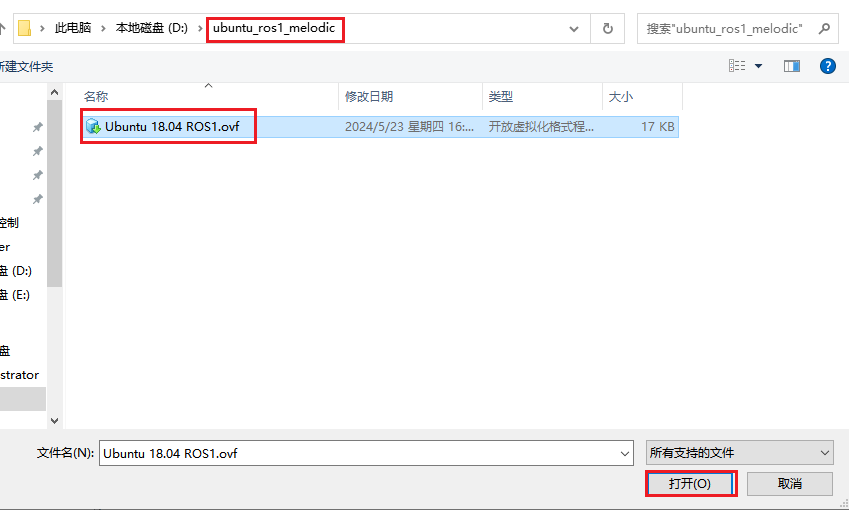 此电脑 > 本地磁盘 (D:) > ubuntu_ros1_melodic
搜索"ubuntu_ros1_melodic"
新建文件夹
名称 修改日期 类型 大小
Ubuntu 18.04 ROS1.ovf 2024/5/23 星期四 16:... 开放虚拟化格式程... 17 KB
控制
er
盘 (D:)
盘 (E:)
盘
strator
文件名(N): Ubuntu 18.04 ROS1.ovf 所有支持的文件
打开(O) 取消